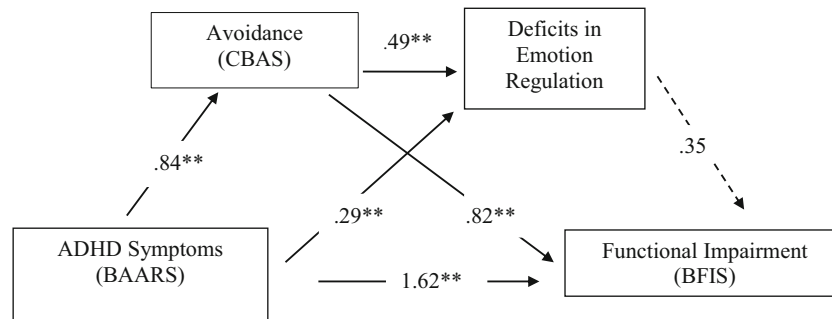 Avoidance
(CBAS)
.49**
Deficits in
Emotion
Regulation
.84**
.35
.29**
.82**
ADHD Symptoms
(BAARS)
1.62**
Functional Impairment
(BFIS)